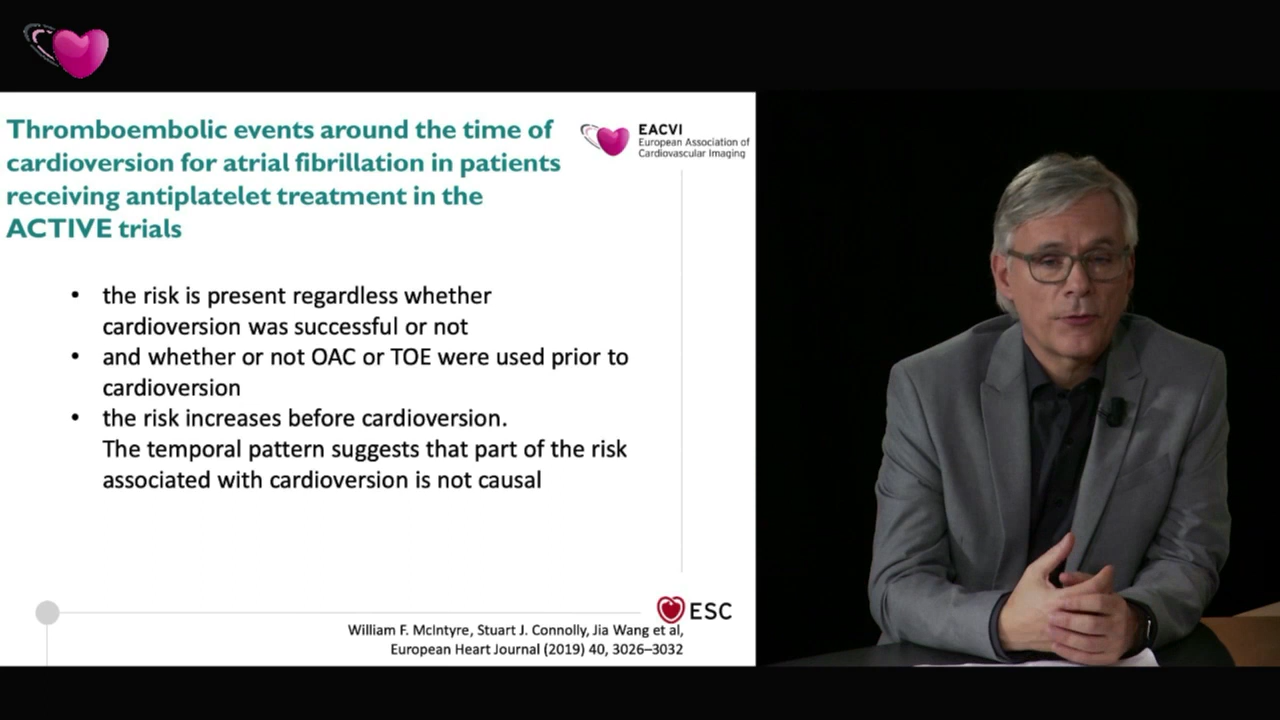 Thromboembolic events around the time of
cardioversion for atrial fibrillation in patients
receiving antiplatelet treatment in the
ACTIVE trials
EACVI
European Association of
Cardiovascular Imaging
• the risk is present regardless whether
cardioversion was successful or not
• and whether or not OAC or TOE were used prior to
cardioversion
• the risk increases before cardioversion.
The temporal pattern suggests that part of the risk
associated with cardioversion is not causal
ESC
William F. McIntyre, Stuart J. Connolly, Jia Wang et al,
European Heart Journal (2019) 40, 3026–3032